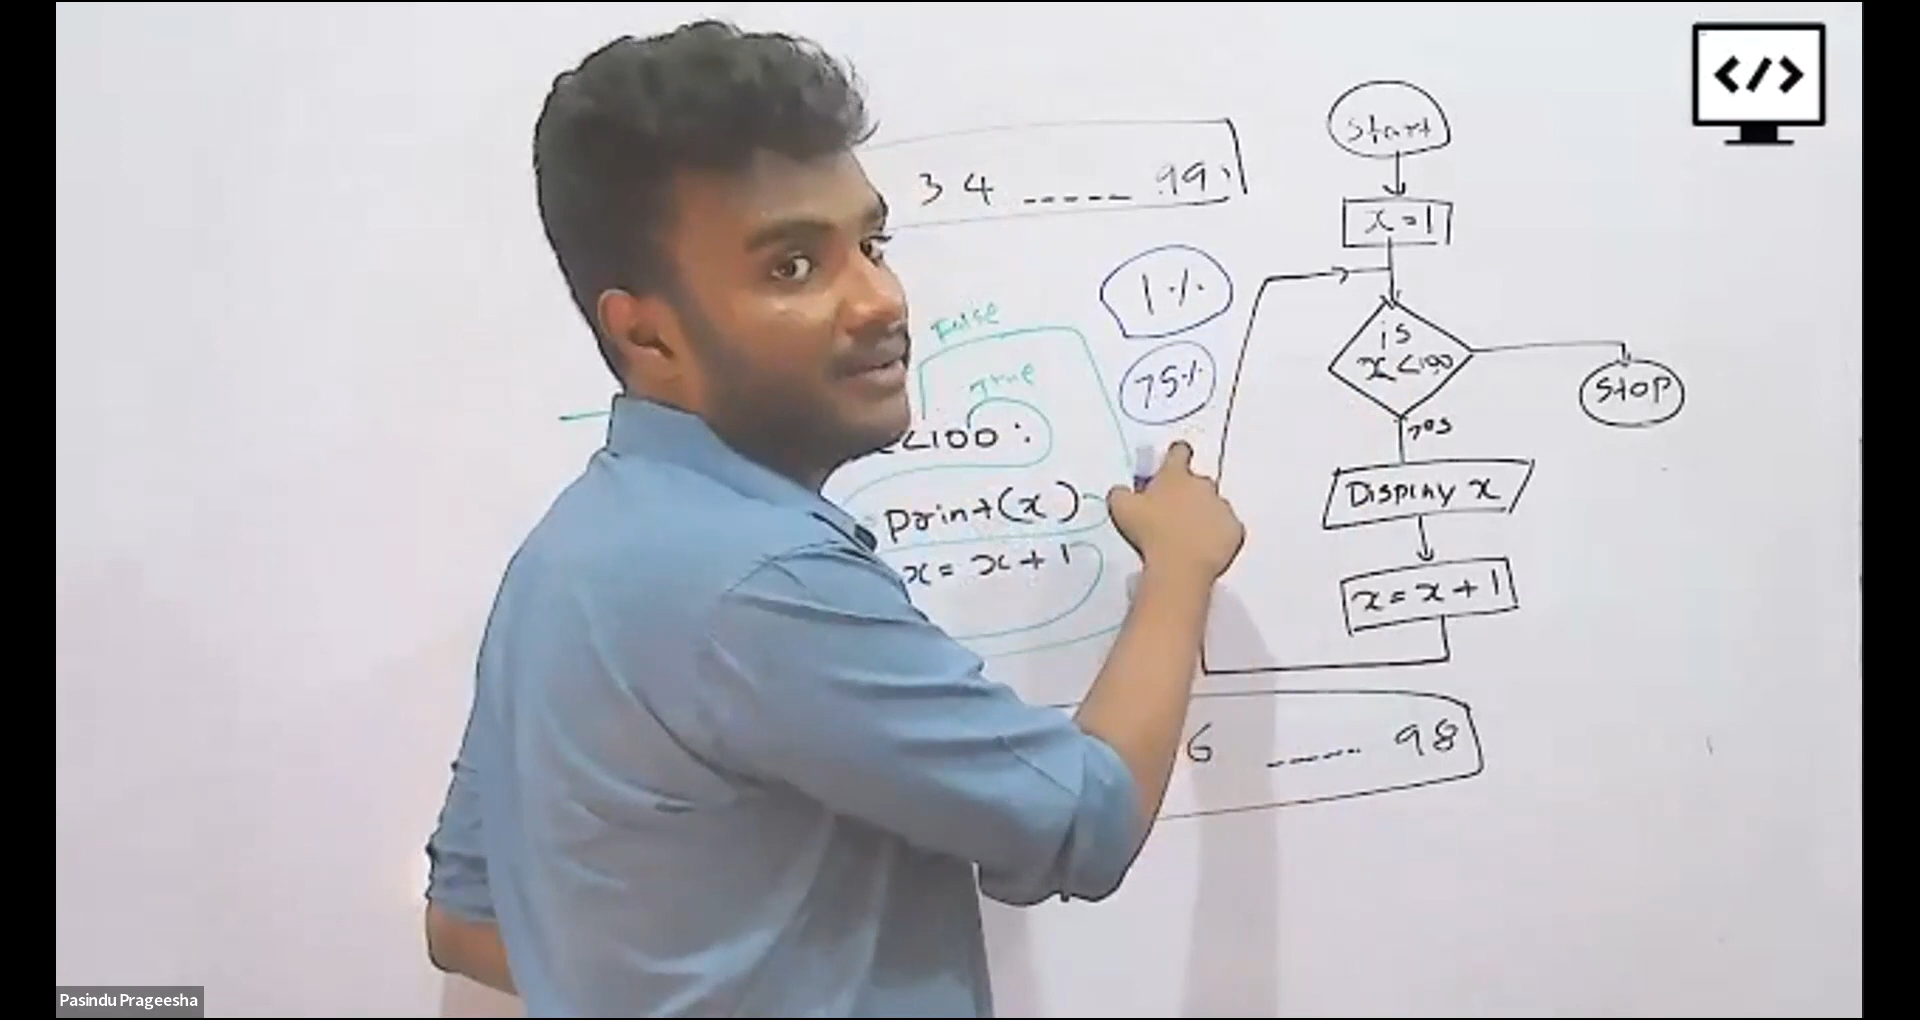 3 4 ----- 99
False
True
<100 :
print(x)
x = x + 1
1%
75%
Start
x=1
is
x<100
yes
Stop
Display x
x = x + 1
6 ----- 98
</>
Pasindu Prageesha